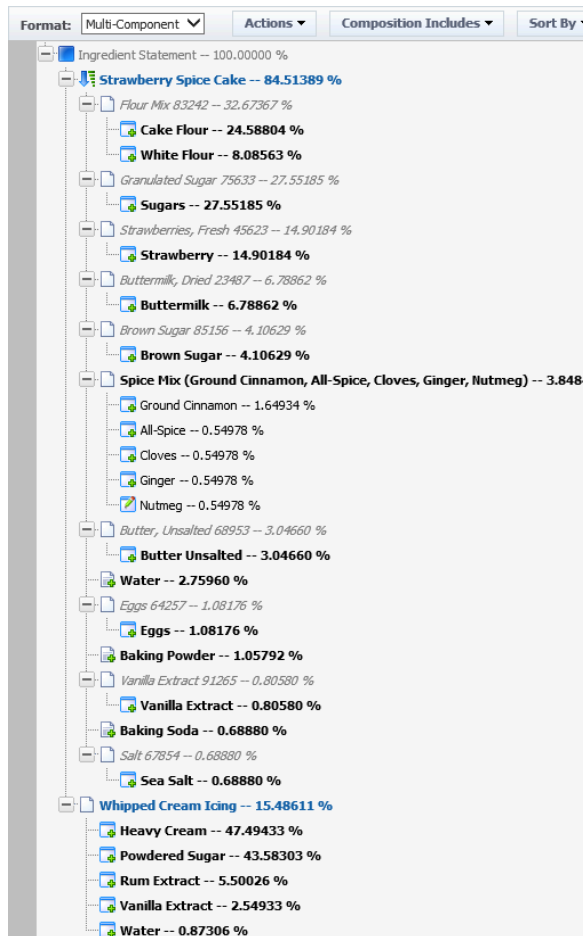 Format: Multi-Component Actions Composition Includes Sort By
Ingredient Statement -- 100.00000 %
Strawberry Spice Cake -- 84.51389 %
Flour Mix 83242 -- 32.67367 %
Cake Flour -- 24.58804 %
White Flour -- 8.08563 %
Granulated Sugar 75633 -- 27.55185 %
Sugars -- 27.55185 %
Strawberries, Fresh 45623 -- 14.90184 %
Strawberry -- 14.90184 %
Buttermilk, Dried 23487 -- 6.78862 %
Buttermilk -- 6.78862 %
Brown Sugar 85156 -- 4.10629 %
Brown Sugar -- 4.10629 %
Spice Mix (Ground Cinnamon, All-Spice, Cloves, Ginger, Nutmeg) -- 3.848
Ground Cinnamon -- 1.64934 %
All-Spice -- 0.54978 %
Cloves -- 0.54978 %
Ginger -- 0.54978 %
Nutmeg -- 0.54978 %
Butter, Unsalted 68953 -- 3.04660 %
Butter Unsalted -- 3.04660 %
Water -- 2.75960 %
Eggs 64257 -- 1.08176 %
Eggs -- 1.08176 %
Baking Powder -- 1.05792 %
Vanilla Extract 91265 -- 0.80580 %
Vanilla Extract -- 0.80580 %
Baking Soda -- 0.68880 %
Salt 67854 -- 0.68880 %
Sea Salt -- 0.68880 %
Whipped Cream Icing -- 15.48611 %
Heavy Cream -- 47.49433 %
Powdered Sugar -- 43.58303 %
Rum Extract -- 5.50026 %
Vanilla Extract -- 2.54933 %
Water -- 0.87306 %